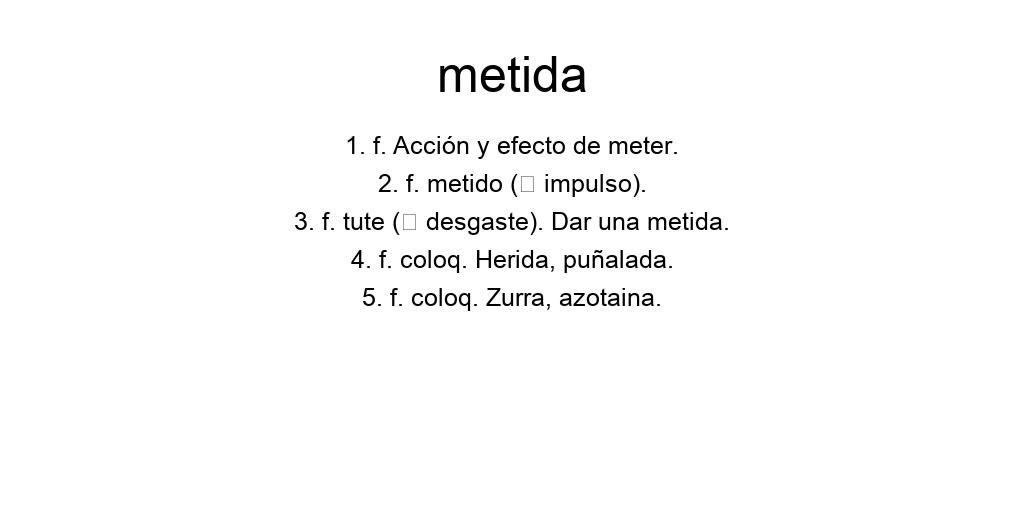 metida
1. f. Acción y efecto de meter.
2. f. metido (□ impulso).
3. f. tute (□ desgaste). Dar una metida.
4. f. coloq. Herida, puñalada.
5. f. coloq. Zurra, azotaina.